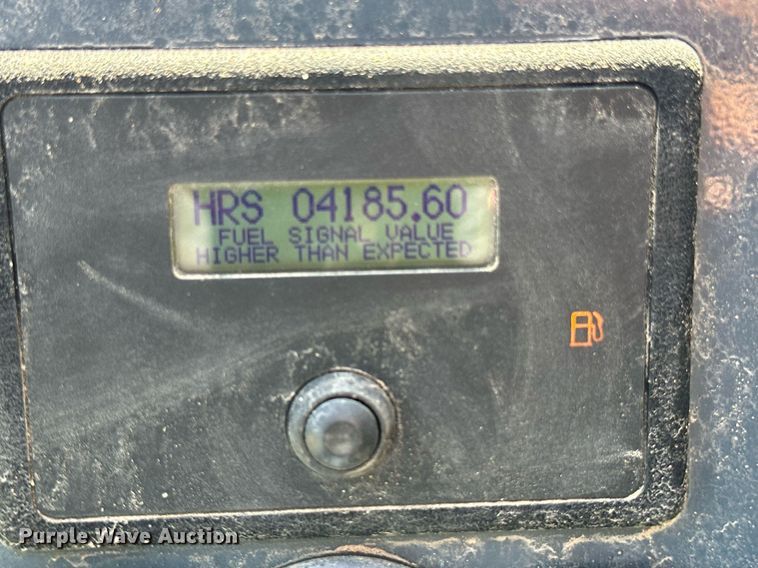 HRS 04185.60
FUEL SIGNAL VALUE
HIGHER THAN EXPECTED
Purple Wave Auction